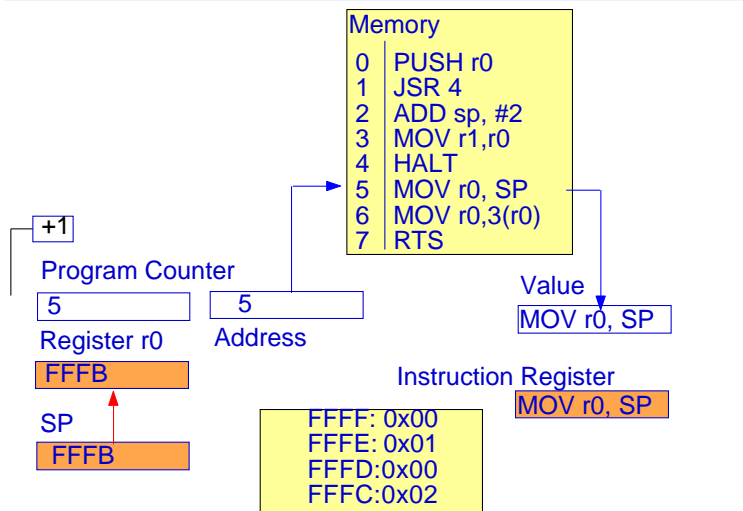 Memory
0 PUSH r0
1 JSR 4
2 ADD sp, #2
3 MOV r1,r0
4 HALT
5 MOV r0, SP
6 MOV r0,3(r0)
7 RTS
+1
Program Counter
5
5
Address
Value
MOV r0, SP
Register r0
FFFB
Instruction Register
MOV r0, SP
SP
FFFB
FFFF: 0x00
FFFE: 0x01
FFFD:0x00
FFFC:0x02